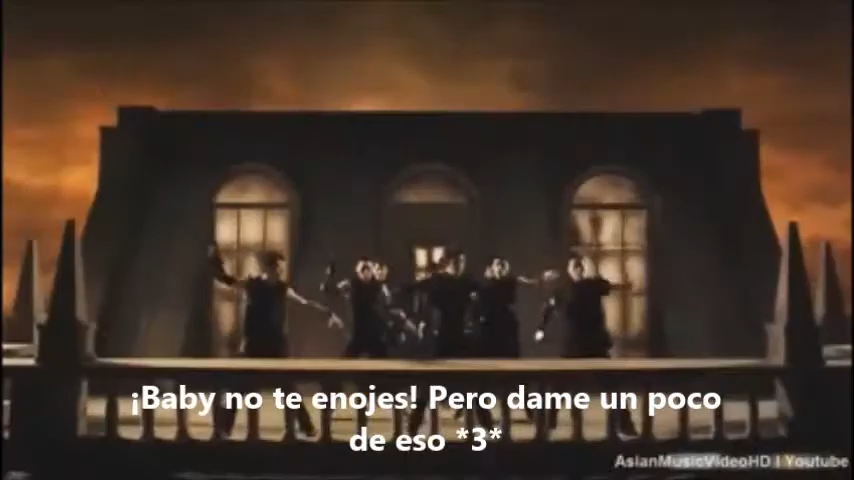 ¡Baby no te enojes! Pero dame un poco
de eso *3*
AsianMusicVideoHD | Youtube